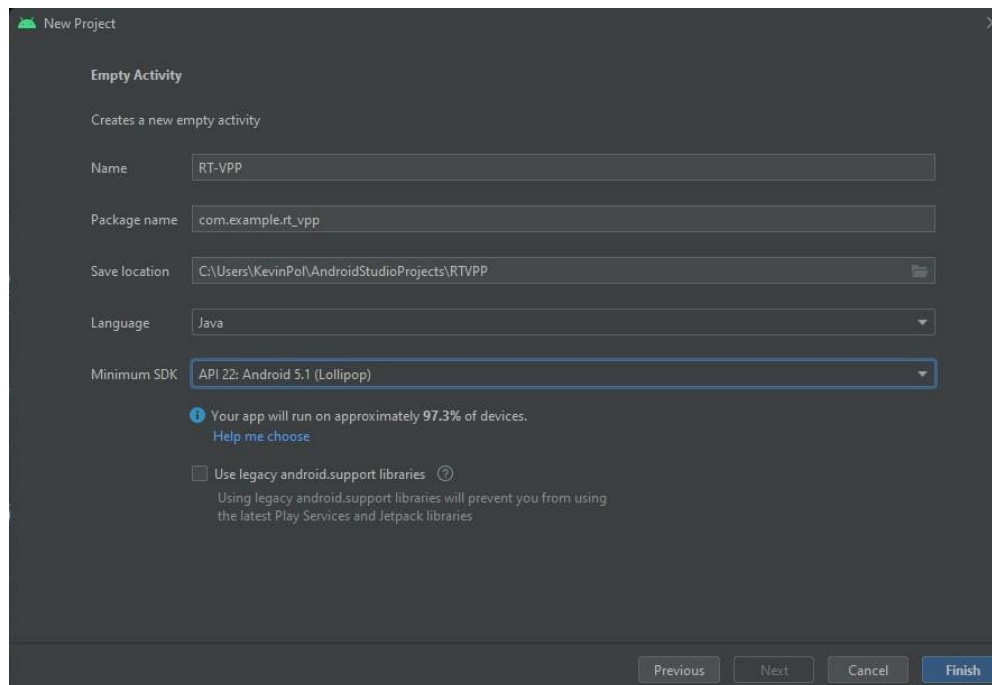 New Project
Empty Activity
Creates a new empty activity
Name RT-VPP
Package name com.example.rt_vpp
Save location C:\Users\KevinPol\AndroidStudioProjects\RTVPP
Language Java
Minimum SDK API 22: Android 5.1 (Lollipop)
Your app will run on approximately 97.3% of devices.
Help me choose
Use legacy android.support libraries
Using legacy android.support libraries will prevent you from using
the latest Play Services and Jetpack libraries
Previous Next Cancel Finish